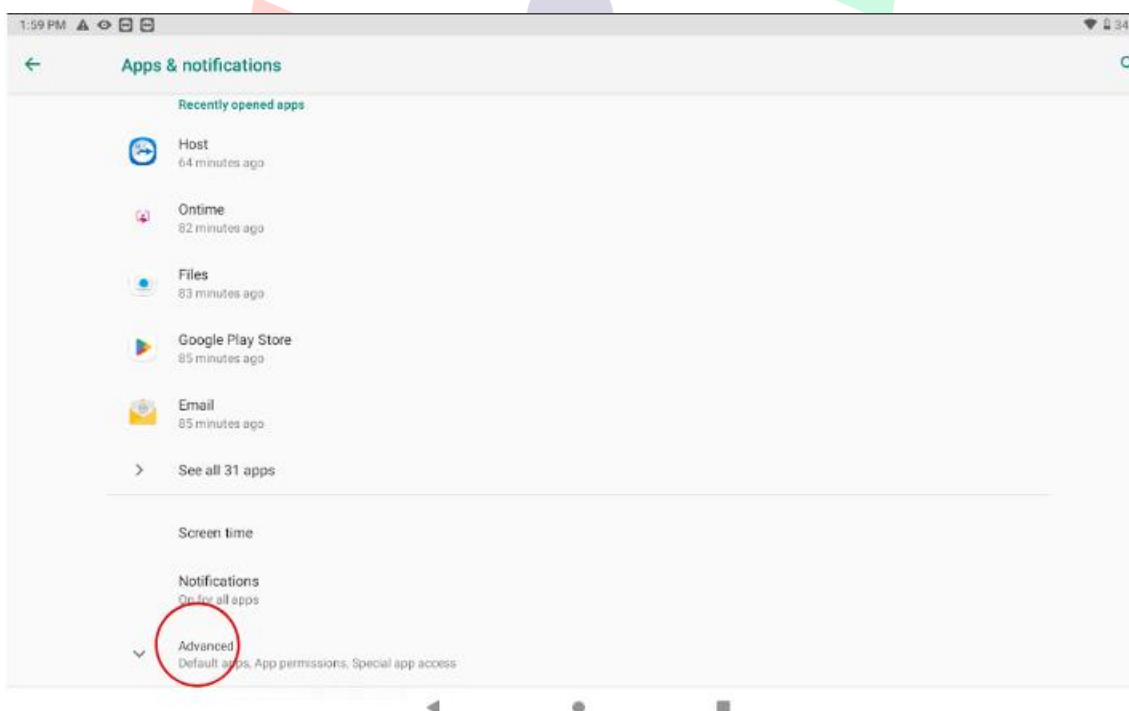 1:59 PM
34
Apps & notifications
Recently opened apps
Host
64 minutes ago
Ontime
82 minutes ago
Files
83 minutes ago
Google Play Store
85 minutes ago
Email
85 minutes ago
See all 31 apps
Screen time
Notifications
On for all apps
Advanced
Default apps, App permissions, Special app access